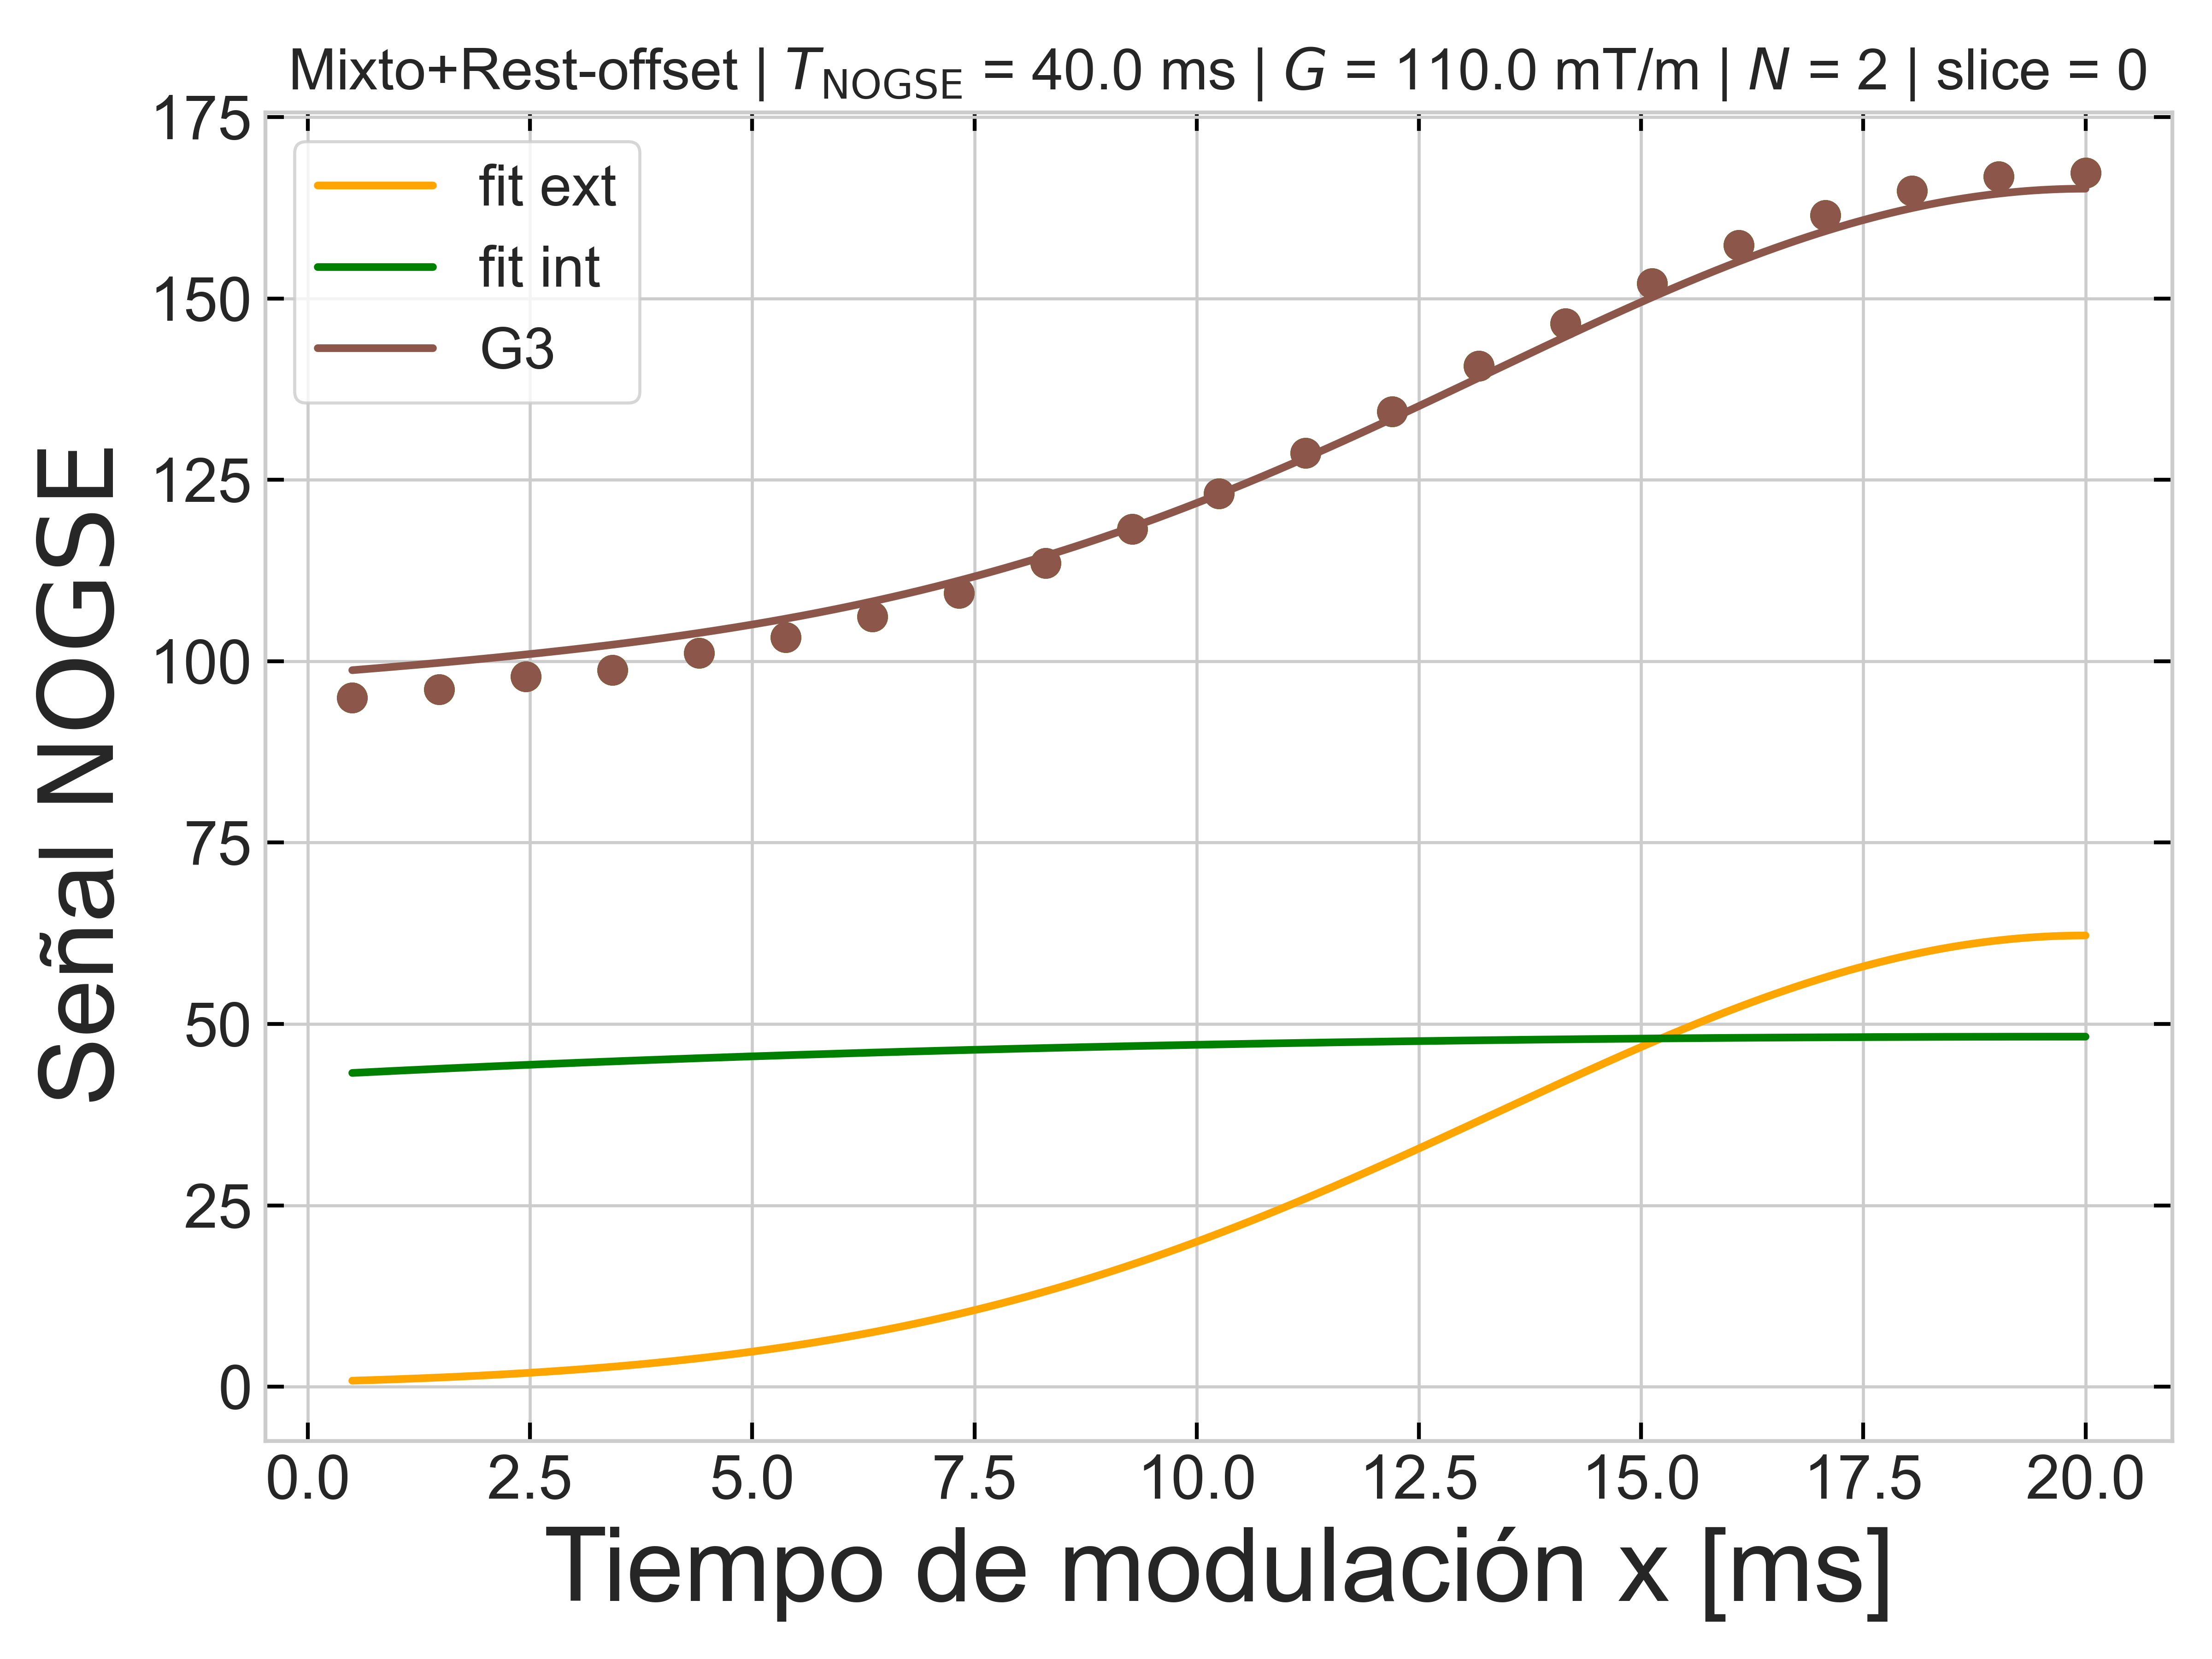 Mixto+Rest-offset | T_NOGSE = 40.0 ms | G = 110.0 mT/m | N = 2 | slice = 0
175
150
125
100
75
50
25
0
fit ext
fit int
G3
Señal NOGSE
0.0 2.5 5.0 7.5 10.0 12.5 15.0 17.5 20.0
Tiempo de modulación x [ms]